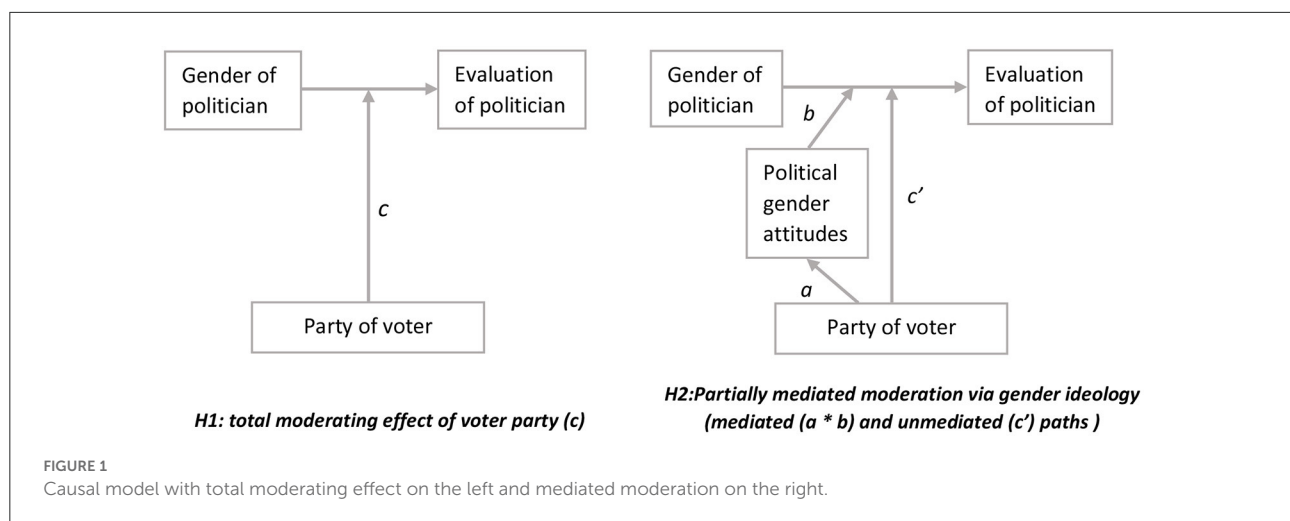 Gender of
politician
Evaluation
of politician
c
Party of voter
H1: total moderating effect of voter party (c)
Gender of
politician
Evaluation
of politician
b
Political
gender
attitudes
c’
a
Party of voter
H2:Partially mediated moderation via gender ideology
(mediated (a * b) and unmediated (c’) paths )
FIGURE 1
Causal model with total moderating effect on the left and mediated moderation on the right.